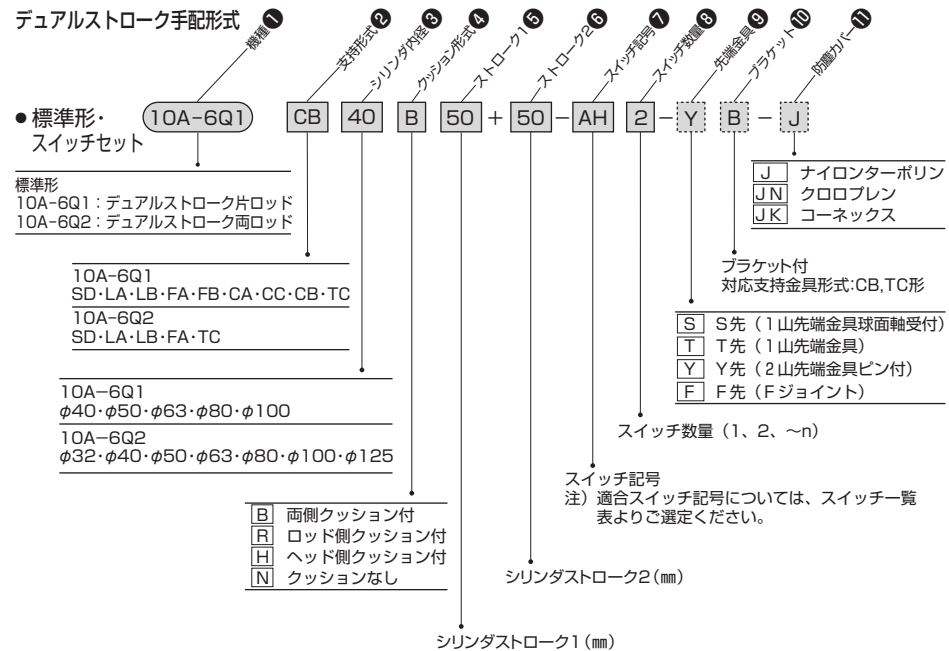 デュアルストローク手配形式
機種❶
支持形式❷
シリンダ内径❸
クッション形式❹
ストローク1❺
ストローク2❻
スイッチ記号❼
スイッチ数量❽
先端金具❾
ブラケット❿
防塵カバー⓫
●標準形・
スイッチセット
10A-6Q1 CB 40 B 50 + 50 - AH 2 - Y B - J
標準形
10A-6Q1：デュアルストローク片ロッド
10A-6Q2：デュアルストローク両ロッド
10A-6Q1
SD・LA・LB・FA・FB・CA・CC・CB・TC
10A-6Q2
SD・LA・LB・FA・TC
10A-6Q1
φ40・φ50・φ63・φ80・φ100
10A-6Q2
φ32・φ40・φ50・φ63・φ80・φ100・φ125
B 両側クッション付
R ロッド側クッション付
H ヘッド側クッション付
N クッションなし
シリンダストローク1(㎜)
シリンダストローク2(㎜)
スイッチ記号
注）適合スイッチ記号については、スイッチ一覧
表よりご選定ください。
スイッチ数量（1、2、～n）
S S先（1山先端金具球面軸受付）
T T先（1山先端金具）
Y Y先（2山先端金具ピン付）
F F先（Fジョイント）
ブラケット付
対応支持金具形式:CB,TC形
J ナイロンターポリン
JN クロロプレン
JK コーネックス